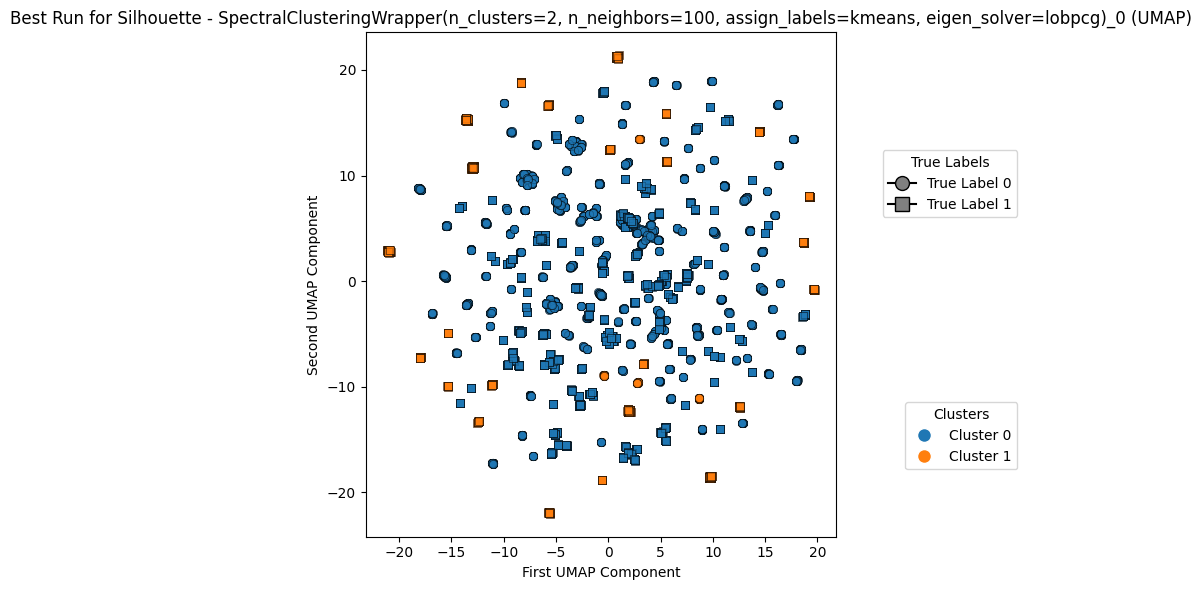 Best Run for Silhouette - SpectralClusteringWrapper(n_clusters=2, n_neighbors=100, assign_labels=kmeans, eigen_solver=lobpcg)_0 (UMAP)
20
10
0
−10
−20
Second UMAP Component
−20
−15
−10
−5
0
5
10
15
20
First UMAP Component
True Labels
True Label 0
True Label 1
Clusters
Cluster 0
Cluster 1